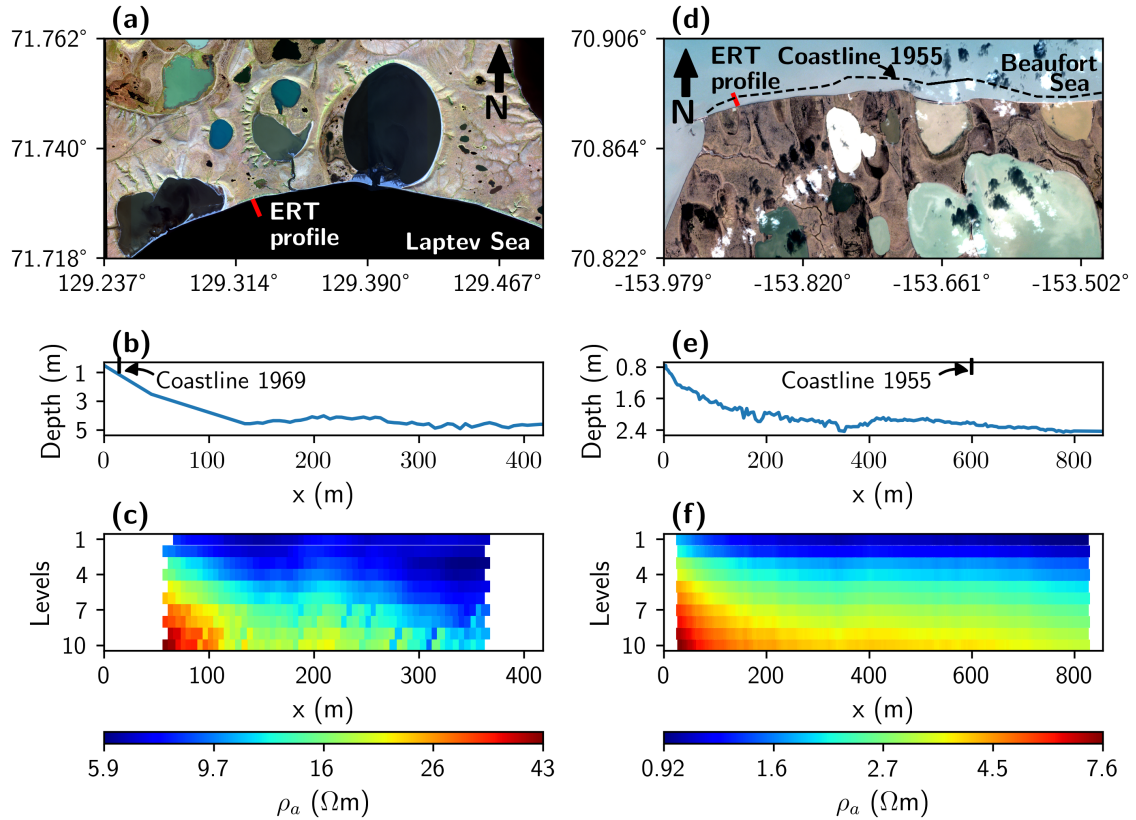 (a)
71.762°
71.740°
71.718°
129.237°
129.314°
129.390°
129.467°
N
ERT
profile
Laptev Sea
(d)
70.906°
70.864°
70.822°
-153.979°
-153.820°
-153.661°
-153.502°
N
ERT
profile
Coastline 1955
Beaufort
Sea
(b)
Depth (m)
1
3
5
Coastline 1969
0
100
200
300
400
x (m)
(e)
Depth (m)
0.8
1.6
2.4
Coastline 1955
0
200
400
600
800
x (m)
(c)
Levels
1
4
7
10
0
100
200
300
400
x (m)
(f)
Levels
1
4
7
10
0
200
400
600
800
x (m)
5.9
9.7
16
26
43
ρₐ (Ωm)
0.92
1.6
2.7
4.5
7.6
ρₐ (Ωm)